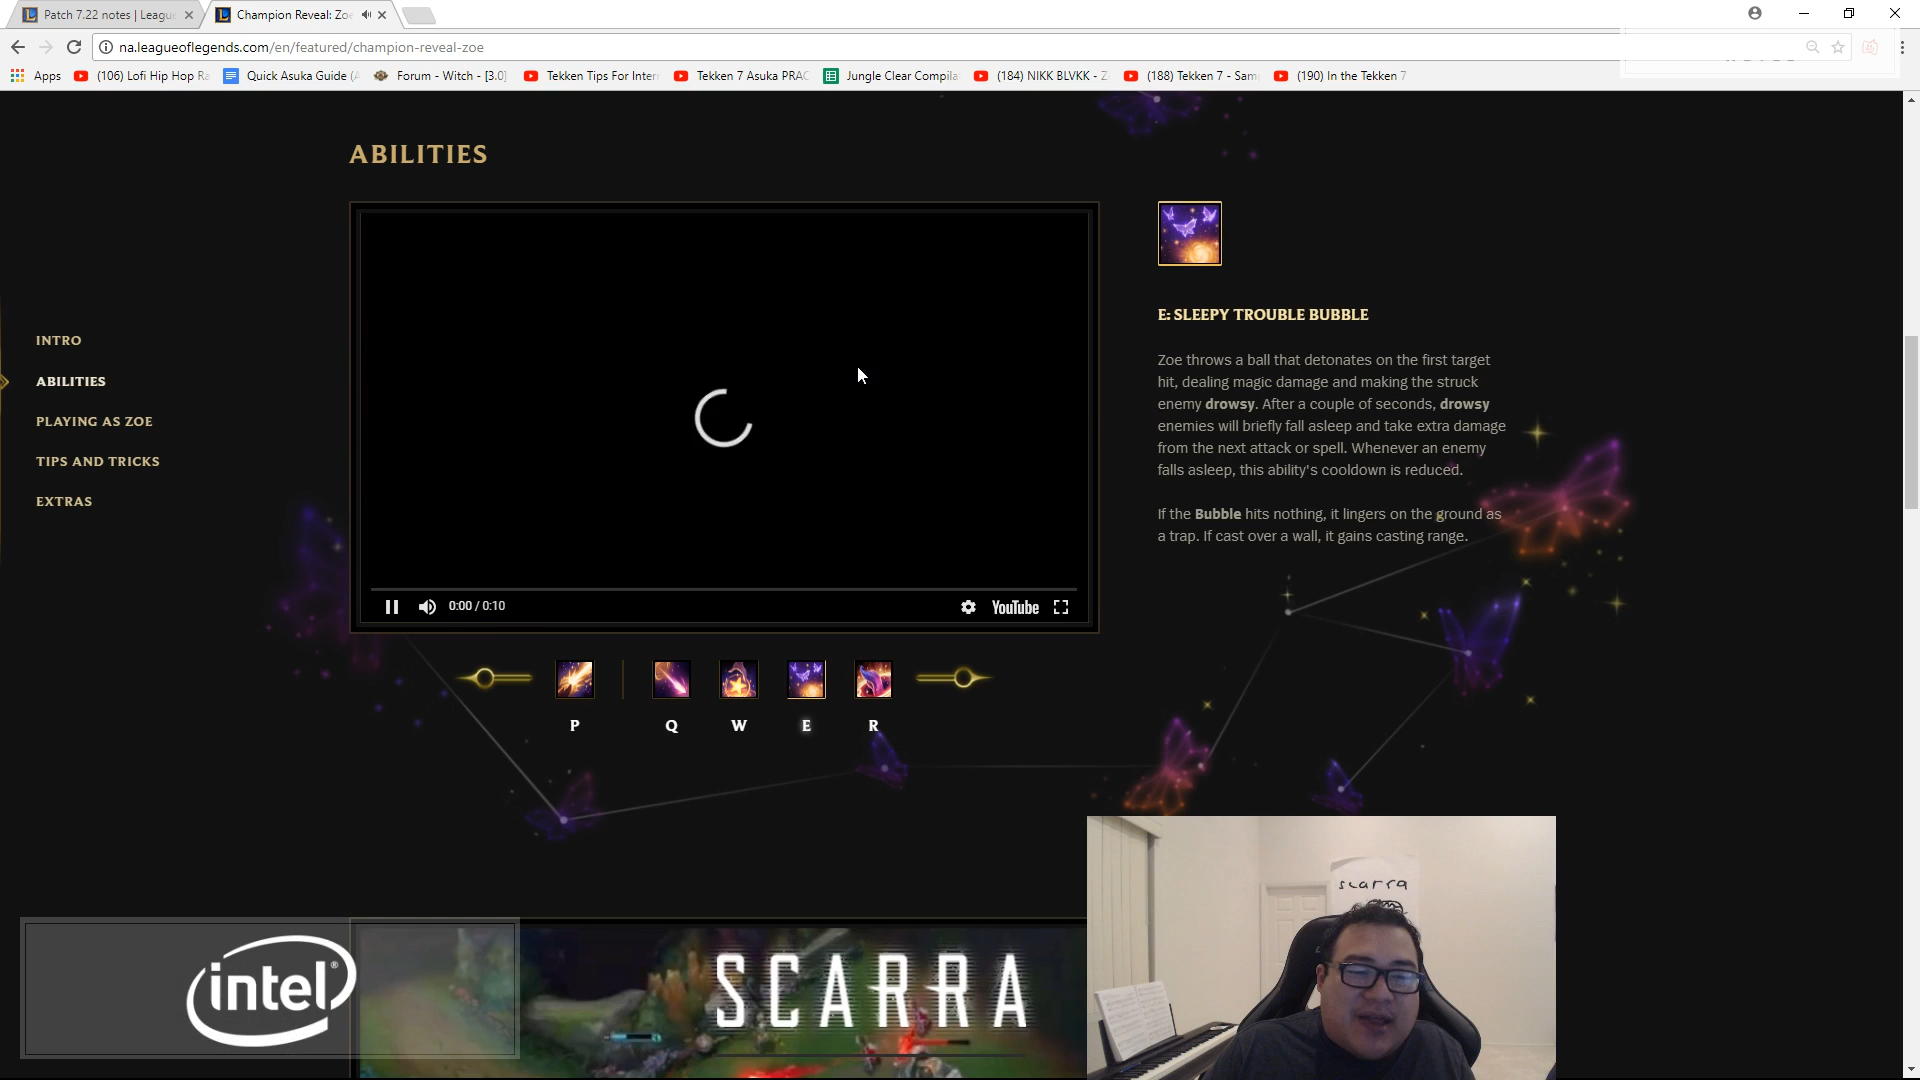 Patch 7.22 notes | Leagu
Champion Reveal: Zo
na.leagueoflegends.com/en/featured/champion-reveal-zoe
Apps
(106) Lofi Hip Hop Ra
Quick Asuka Guide (A
Forum - Witch - [3.0]
Tekken Tips For Inter
Tekken 7 Asuka PRAC
Jungle Clear Compila
(184) NIKK BLVKK - Z
(188) Tekken 7 - Sam
(190) In the Tekken 7
ABILITIES
INTRO
ABILITIES
PLAYING AS ZOE
TIPS AND TRICKS
EXTRAS
0:00 / 0:10
YouTube
P
Q
W
E
R
E: SLEEPY TROUBLE BUBBLE
Zoe throws a ball that detonates on the first target
hit, dealing magic damage and making the struck
enemy drowsy. After a couple of seconds, drowsy
enemies will briefly fall asleep and take extra damage
from the next attack or spell. Whenever an enemy
falls asleep, this ability's cooldown is reduced.
If the Bubble hits nothing, it lingers on the ground as
a trap. If cast over a wall, it gains casting range.
intel®
SCARRA
scarra